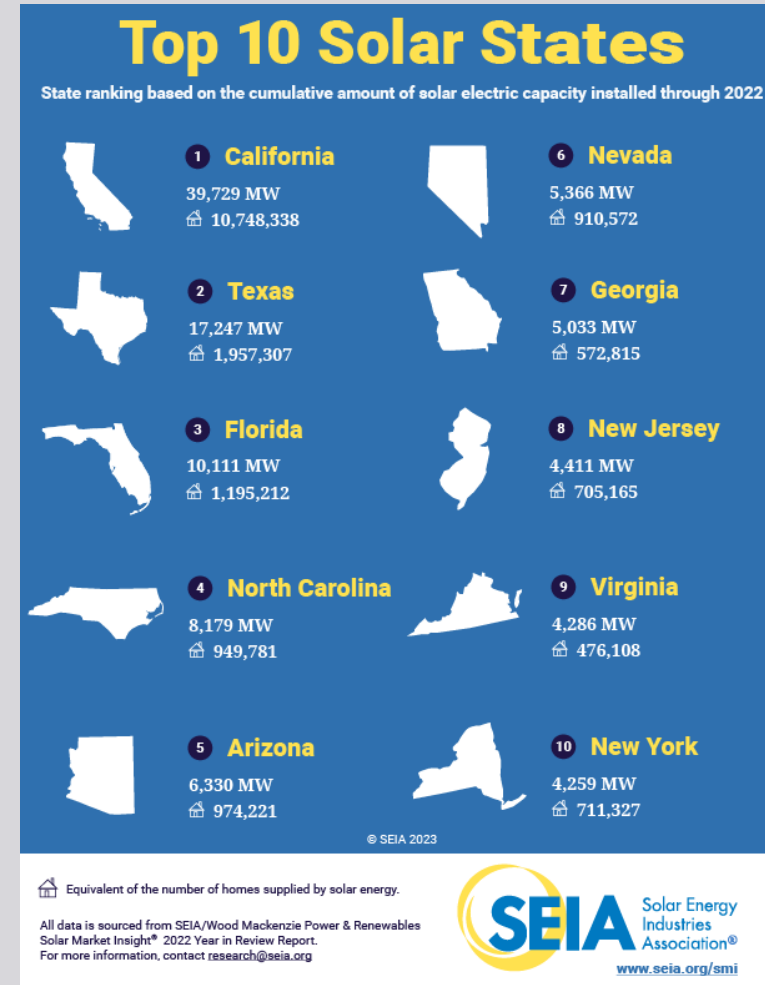 Top 10 Solar States
State ranking based on the cumulative amount of solar electric capacity installed through 2022
1 California
39,729 MW
10,748,338
2 Texas
17,247 MW
1,957,307
3 Florida
10,111 MW
1,195,212
4 North Carolina
8,179 MW
949,781
5 Arizona
6,330 MW
974,221
6 Nevada
5,366 MW
910,572
7 Georgia
5,033 MW
572,815
8 New Jersey
4,411 MW
705,165
9 Virginia
4,286 MW
476,108
10 New York
4,259 MW
711,327
© SEIA 2023
Equivalent of the number of homes supplied by solar energy.
All data is sourced from SEIA/Wood Mackenzie Power & Renewables
Solar Market Insight® 2022 Year in Review Report.
For more information, contact research@seia.org
SEIA
Solar Energy
Industries
Association®
www.seia.org/smi